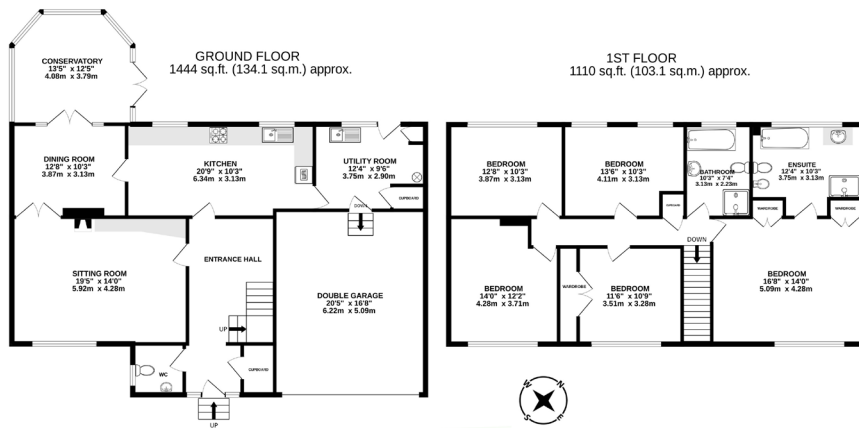 GROUND FLOOR
1444 sq.ft. (134.1 sq.m.) approx.
CONSERVATORY
13'5" x 12'5"
4.08m x 3.79m
DINING ROOM
12'8" x 10'3"
3.87m x 3.13m
KITCHEN
20'9" x 10'3"
6.34m x 3.13m
UTILITY ROOM
12'4" x 9'6"
3.75m x 2.90m
CUPBOARD
DOWN
SITTING ROOM
19'5" x 14'0"
5.92m x 4.28m
ENTRANCE HALL
UP
DOUBLE GARAGE
20'5" x 16'8"
6.22m x 5.09m
WC
CUPBOARD
UP
1ST FLOOR
1110 sq.ft. (103.1 sq.m.) approx.
BEDROOM
12'8" x 10'3"
3.87m x 3.13m
BEDROOM
13'6" x 10'3"
4.11m x 3.13m
CUPBOARD
BATHROOM
10'3" x 7'4"
3.13m x 2.23m
ENSUITE
12'4" x 10'3"
3.75m x 3.13m
WARDROBE
WARDROBE
DOWN
BEDROOM
14'0" x 12'2"
4.28m x 3.71m
WARDROBE
BEDROOM
11'6" x 10'9"
3.51m x 3.28m
BEDROOM
16'8" x 14'0"
5.09m x 4.28m
N
E
S
W